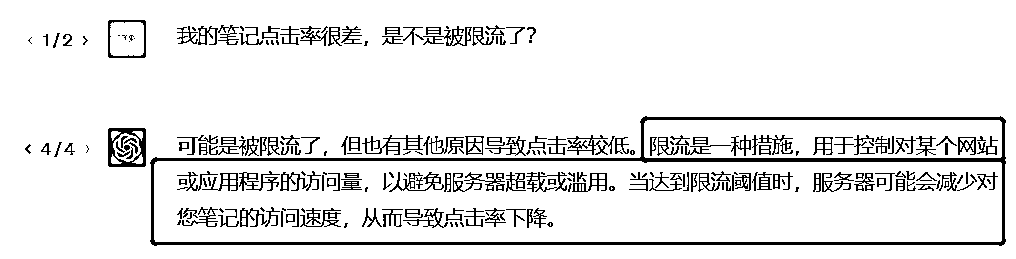 < 1/2 > 我的笔记点击率很差，是不是被限流了？
< 4/4 > 可能是被限流了，但也有其他原因导致点击率较低。限流是一种措施，用于控制对某个网站
或应用程序的访问量，以避免服务器超载或滥用。当达到限流阈值时，服务器可能会减少对
您笔记的访问速度，从而导致点击率下降。